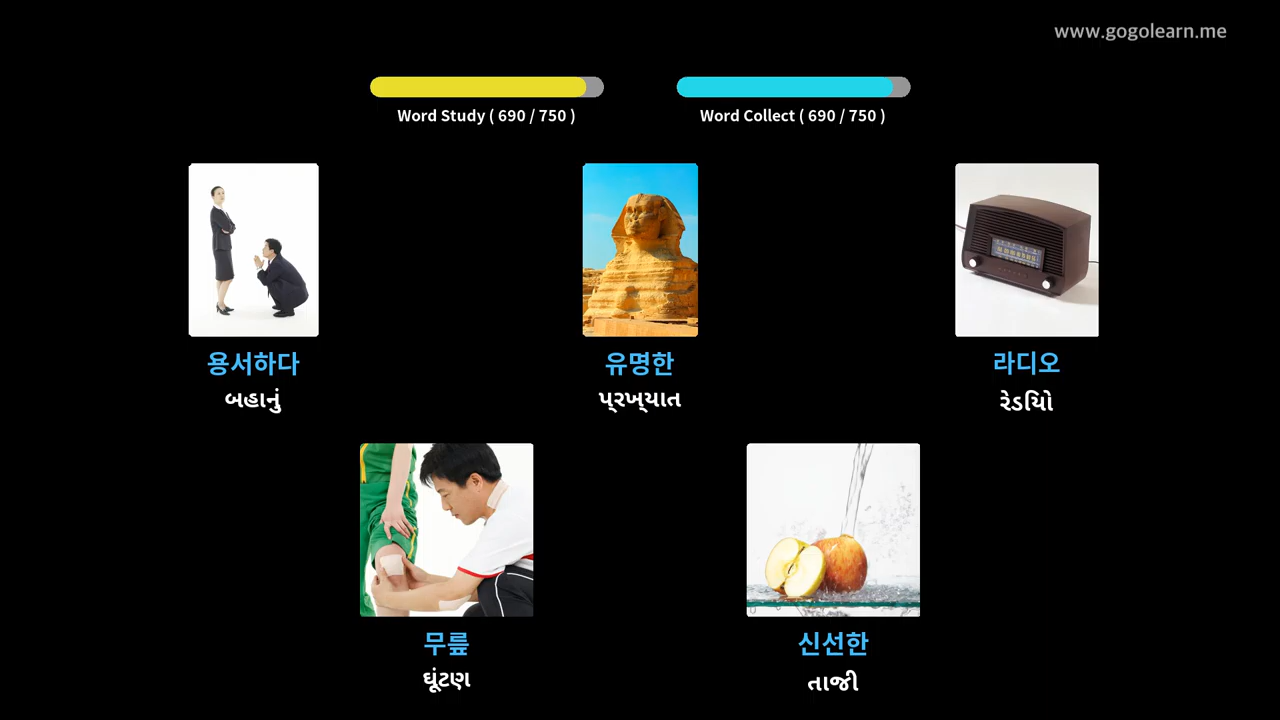 www.gogolearn.me
Word Study ( 690 / 750 )
Word Collect ( 690 / 750 )
용서하다
유명한
라디오
બહાનું
પ્રખ્યાત
રેડિયો
무릎
신선한
ઘૂંટણ
તાજી